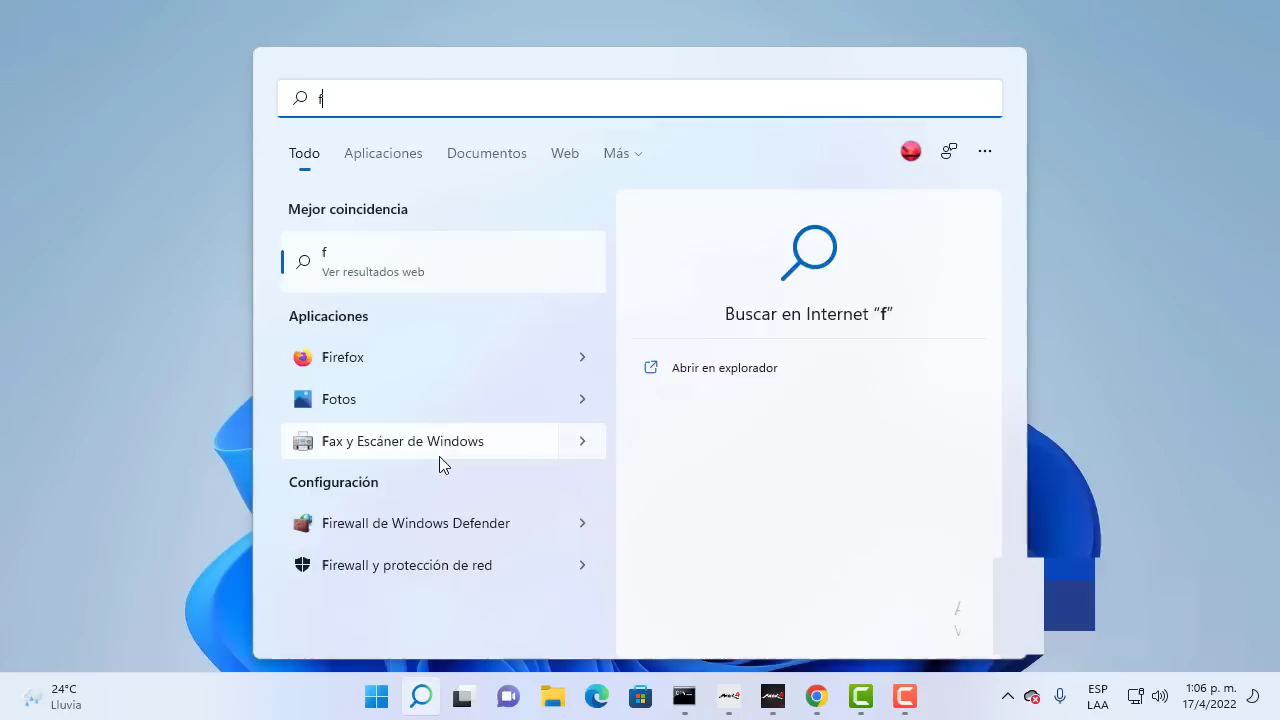 f
Todo Aplicaciones Documentos Web Más
Mejor coincidencia
f
Ver resultados web
Aplicaciones
Firefox
Fotos
Fax y Escáner de Windows
Configuración
Firewall de Windows Defender
Firewall y protección de red
Buscar en Internet “f”
Abrir en explorador
24°C
Lluvia
ESP
LAA
1:06 p. m.
17/4/2022